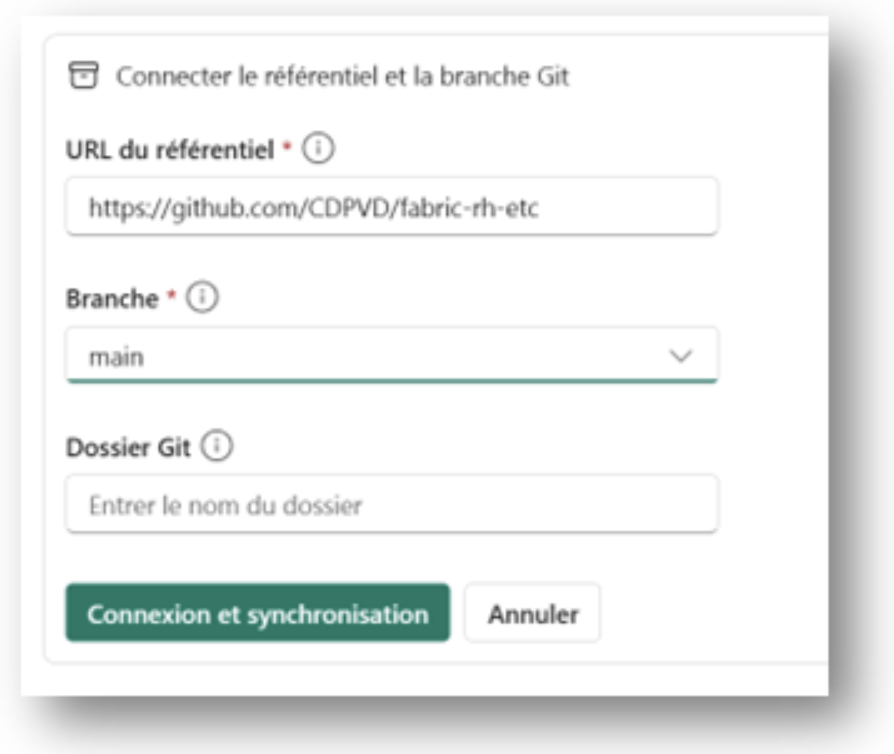 Connecter le référentiel et la branche Git
URL du référentiel *
https://github.com/CDPVD/fabric-rh-etc
Branche *
main
Dossier Git
Entrer le nom du dossier
Connexion et synchronisation Annuler